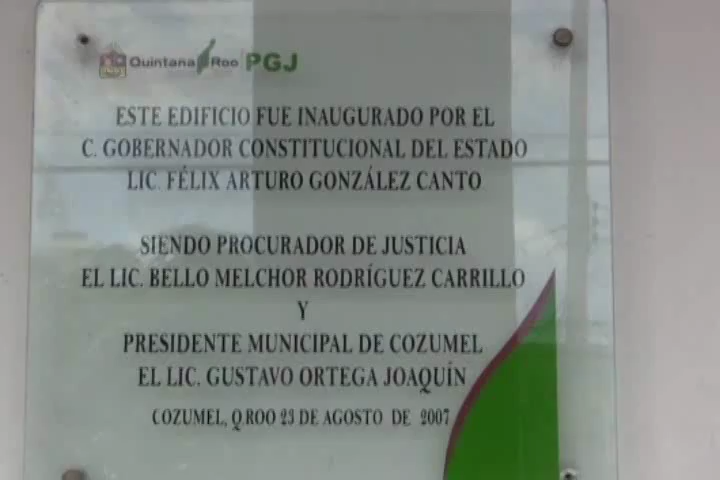 Quintana Roo PGJ
ESTE EDIFICIO FUE INAUGURADO POR EL
C. GOBERNADOR CONSTITUCIONAL DEL ESTADO
LIC. FÉLIX ARTURO GONZÁLEZ CANTO
SIENDO PROCURADOR DE JUSTICIA
EL LIC. BELLO MELCHOR RODRÍGUEZ CARRILLO
Y
PRESIDENTE MUNICIPAL DE COZUMEL
EL LIC. GUSTAVO ORTEGA JOAQUÍN
COZUMEL, Q.ROO 23 DE AGOSTO DE 2007